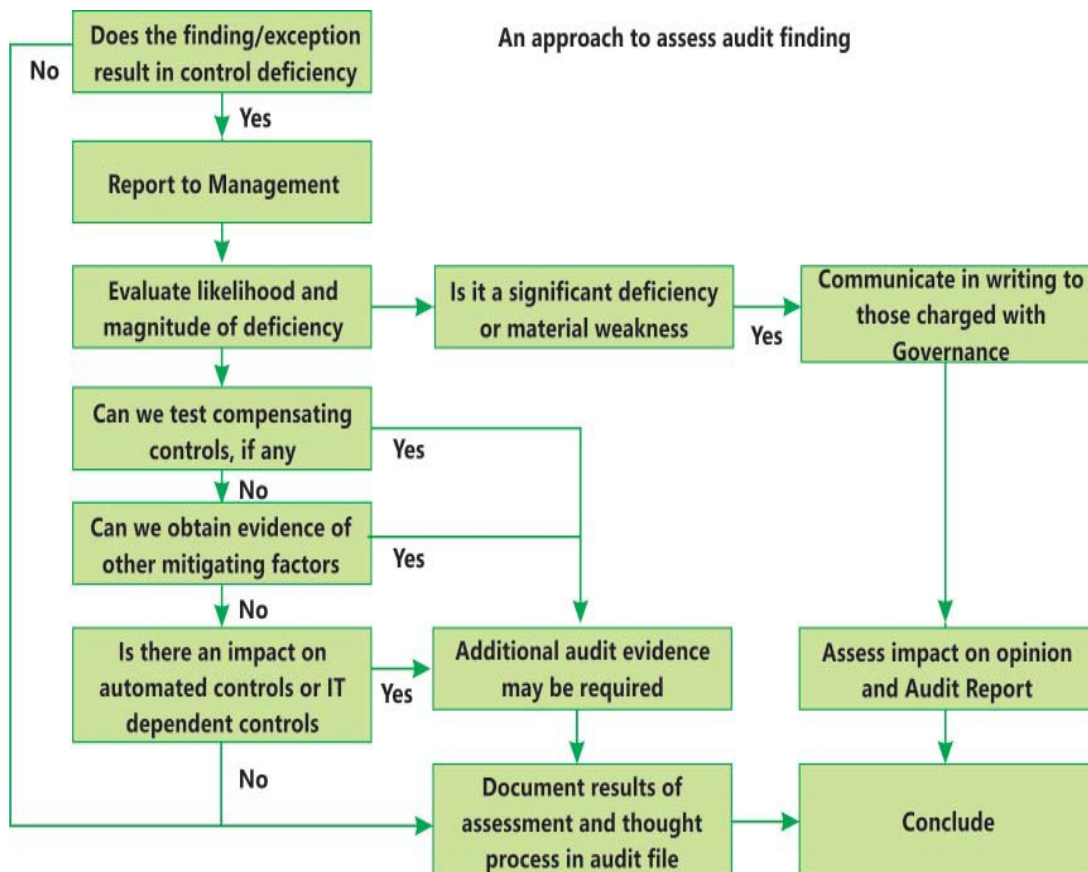 An approach to assess audit finding
Does the finding/exception
result in control deficiency
No
Yes
Report to Management
Evaluate likelihood and
magnitude of deficiency
Is it a significant deficiency
or material weakness
Yes
Communicate in writing to
those charged with
Governance
Can we test compensating
controls, if any
Yes
No
Can we obtain evidence of
other mitigating factors
Yes
No
Is there an impact on
automated controls or IT
dependent controls
Yes
Additional audit evidence
may be required
Assess impact on opinion
and Audit Report
No
Document results of
assessment and thought
process in audit file
Conclude